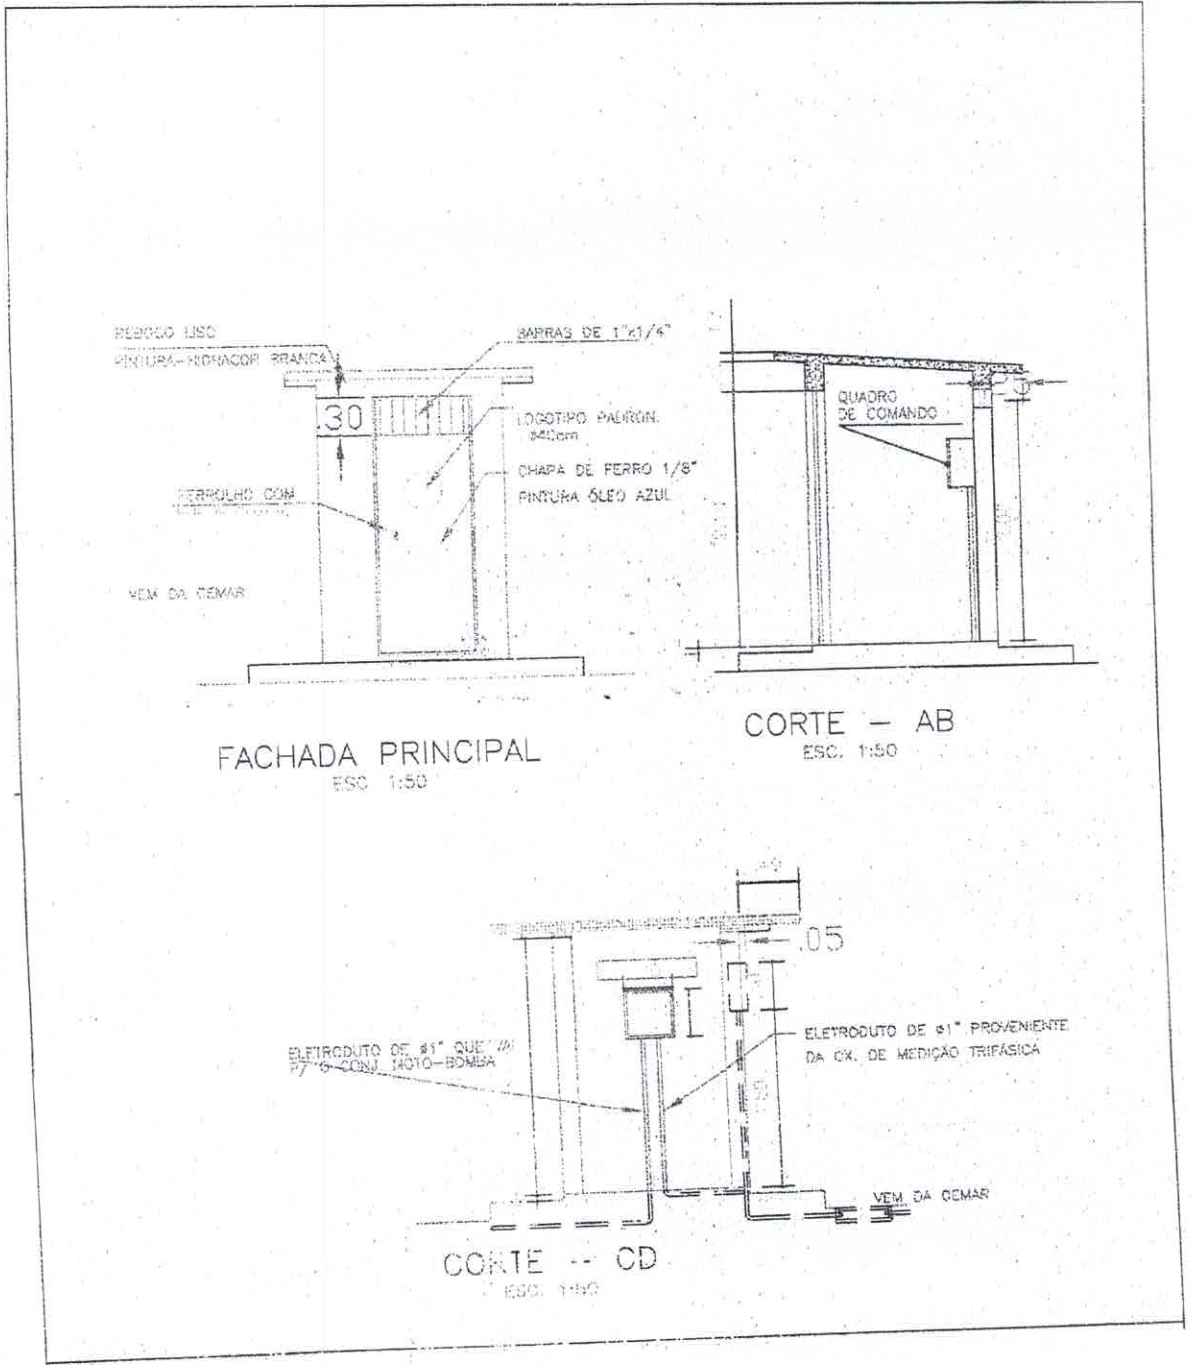 REBOCO LISO
PINTURA-HIDRACOR BRANCA
BARRAS DE 1"x1/4"
.30
LOGOTIPO PADRON.
ø40cm
CHAPA DE FERRO 1/8"
PINTURA ÓLEO AZUL
FERROLHO COM
VEM DA CEMAR
FACHADA PRINCIPAL
ESC. 1:50
QUADRO
DE COMANDO
CORTE - AB
ESC. 1:50
.05
ELETRODUTO DE ø1" QUE VAI
P/ O CONJ. MOTO-BOMBA
ELETRODUTO DE ø1" PROVENIENTE
DA CX. DE MEDIÇÃO TRIFÁSICA
VEM DA CEMAR
CORTE -- CD
ESC. 1:50